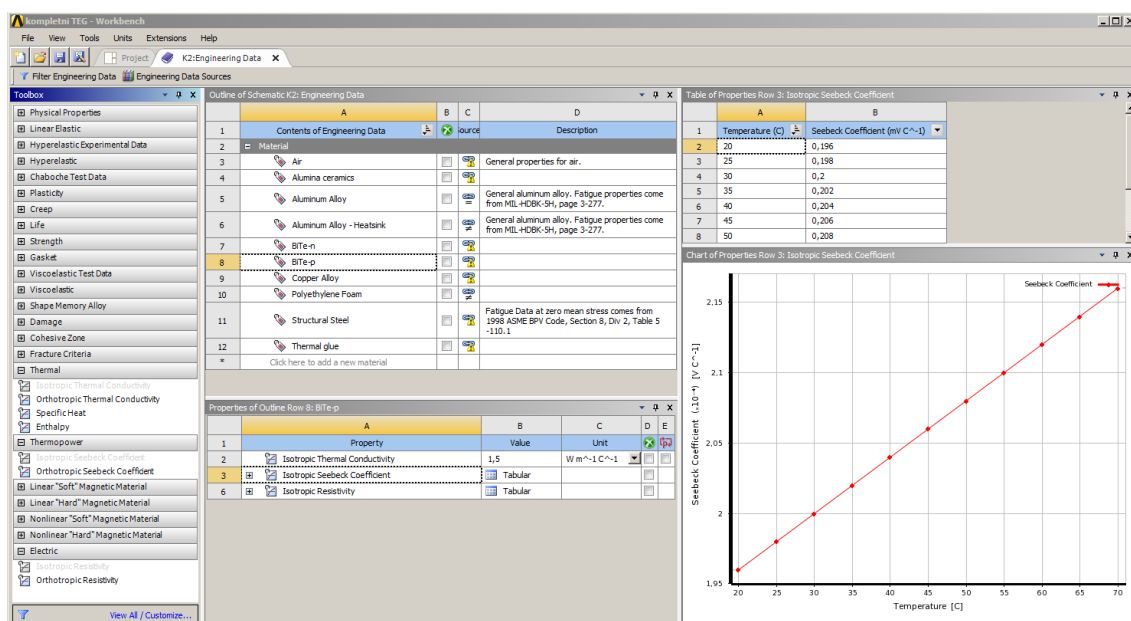 kompletni TEG - Workbench
File View Tools Units Extensions Help
Project K2:Engineering Data
Filter Engineering Data Engineering Data Sources
Toolbox
Physical Properties
Linear Elastic
Hyperelastic Experimental Data
Hyperelastic
Chaboche Test Data
Plasticity
Creep
Life
Strength
Gasket
Viscoelastic Test Data
Viscoelastic
Shape Memory Alloy
Damage
Cohesive Zone
Fracture Criteria
Thermal
Isotropic Thermal Conductivity
Orthotropic Thermal Conductivity
Specific Heat
Enthalpy
Thermopower
Isotropic Seebeck Coefficient
Orthotropic Seebeck Coefficient
Linear "Soft" Magnetic Material
Linear "Hard" Magnetic Material
Nonlinear "Soft" Magnetic Material
Nonlinear "Hard" Magnetic Material
Electric
Isotropic Resistivity
Orthotropic Resistivity
View All / Customize...
Outline of Schematic K2: Engineering Data
A B C D
1 Contents of Engineering Data ource Description
2 Material
3 Air General properties for air.
4 Alumina ceramics
5 Aluminum Alloy General aluminum alloy. Fatigue properties come
from MIL-HDBK-5H, page 3-277.
6 Aluminum Alloy - Heatsink General aluminum alloy. Fatigue properties come
from MIL-HDBK-5H, page 3-277.
7 BiTe-n
8 BiTe-p
9 Copper Alloy
10 Polyethylene Foam
11 Structural Steel Fatigue Data at zero mean stress comes from
1998 ASME BPV Code, Section 8, Div 2, Table 5
-110.1
12 Thermal glue
* Click here to add a new material
Properties of Outline Row 8: BiTe-p
A B C D E
1 Property Value Unit
2 Isotropic Thermal Conductivity 1,5 W m^-1 C^-1
3 Isotropic Seebeck Coefficient Tabular
6 Isotropic Resistivity Tabular
Table of Properties Row 3: Isotropic Seebeck Coefficient
A B
1 Temperature (C) Seebeck Coefficient (mV C^-1)
2 20 0,196
3 25 0,198
4 30 0,2
5 35 0,202
6 40 0,204
7 45 0,206
8 50 0,208
Chart of Properties Row 3: Isotropic Seebeck Coefficient
Seebeck Coefficient
2,15
2,1
2,05
2
1,95
Seebeck Coefficient (.10⁻⁴) [V C^-1]
20 25 30 35 40 45 50 55 60 65 70
Temperature [C]